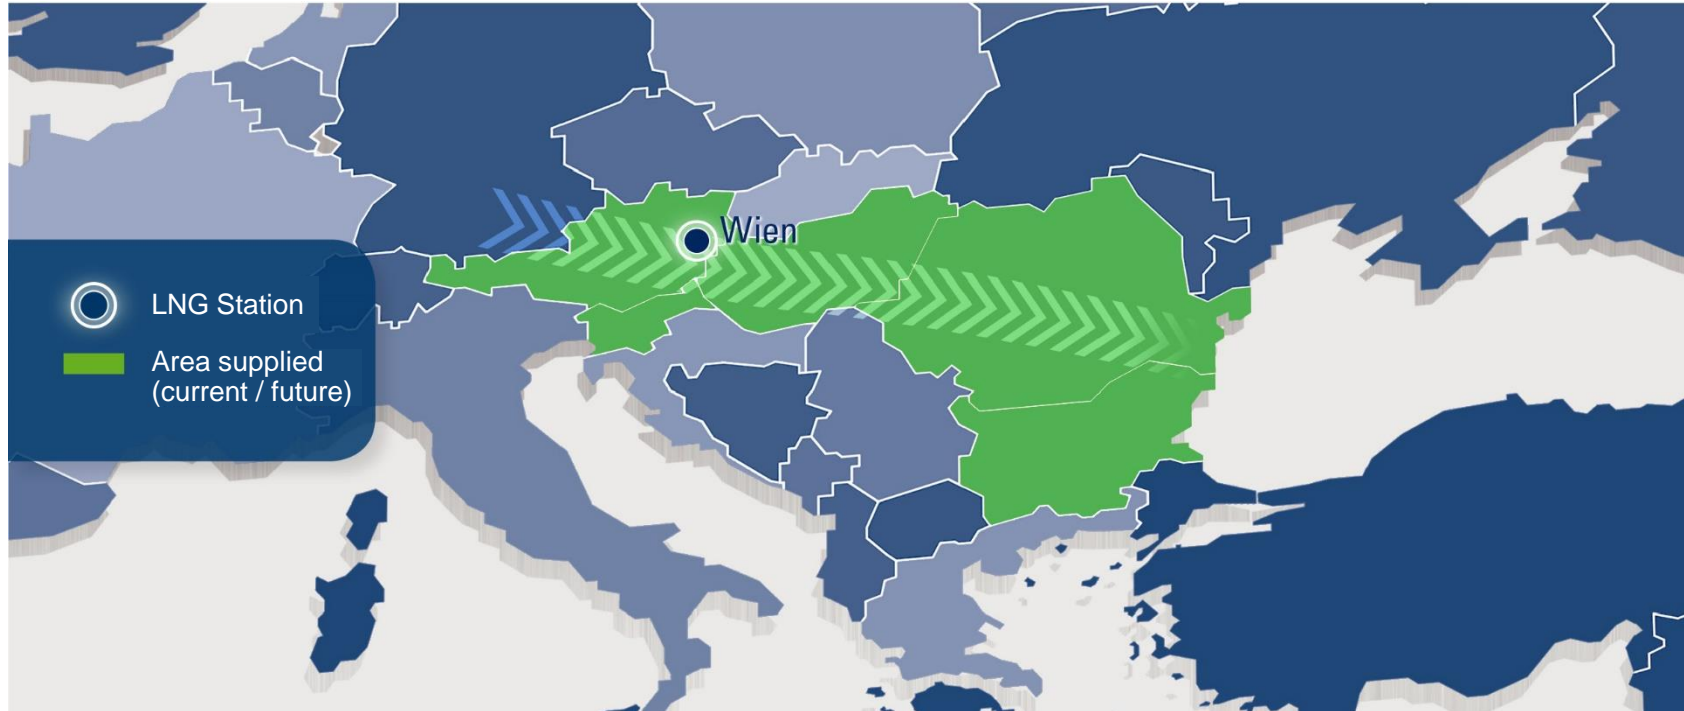 Wien
LNG Station
Area supplied
(current / future)